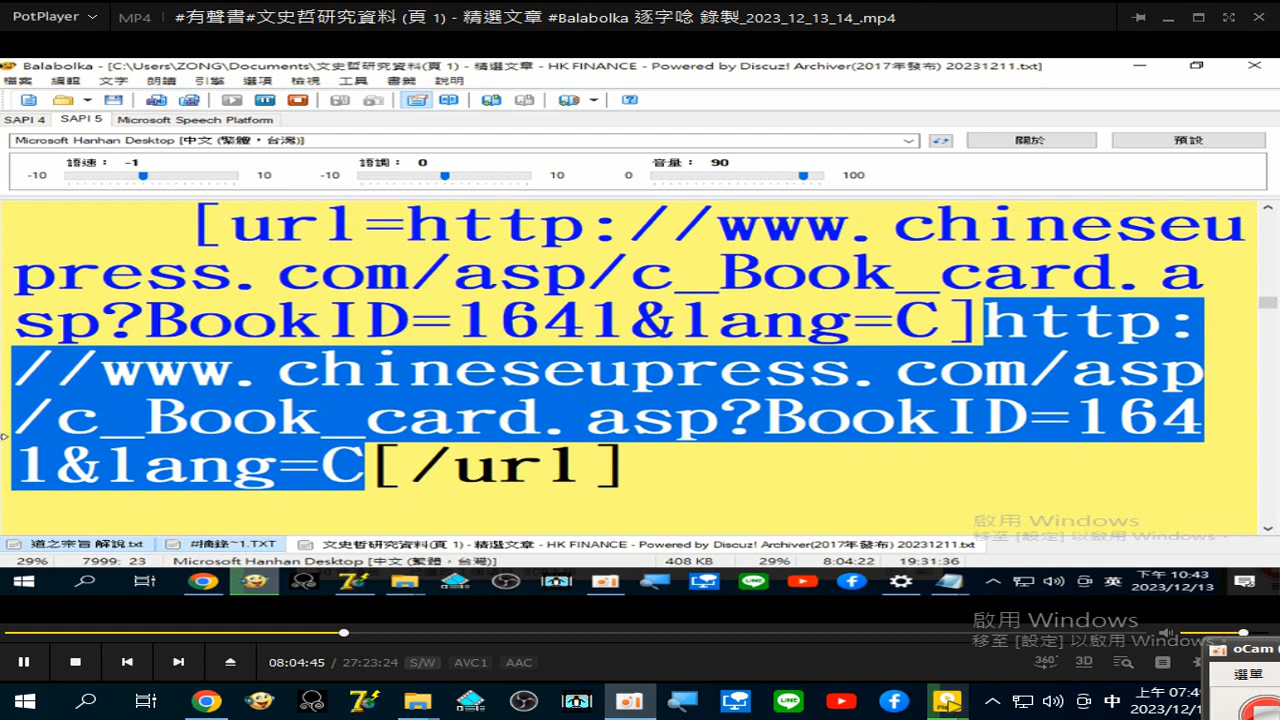 PotPlayer MP4 #有聲書#文史哲研究資料 (頁 1) - 精選文章 #Balabolka 逐字唸 錄製_2023_12_13_14_.mp4
Balabolka - [C:\Users\ZONG\Documents\文史哲研究資料(頁 1) - 精選文章 - HK FINANCE - Powered by Discuz! Archiver(2017年發布) 20231211.txt]
檔案 編輯 文字 朗讀 引擎 選項 檢視 工具 書籤 說明
SAPI 4 SAPI 5 Microsoft Speech Platform
Microsoft Hanhan Desktop [中文 (繁體，台灣)] 關於 預設
語速： -1 語調： 0 音量： 90
-10 10 -10 10 0 100
[url=http://www.chineseu
press.com/asp/c_Book_card.a
sp?BookID=1641&lang=C]http:
//www.chineseupress.com/asp
/c_Book_card.asp?BookID=164
1&lang=C[/url]
啟用 Windows
移至 [設定] 以啟用 Windows。
道之宗旨 解說.txt #摘錄~1.TXT 文史哲研究資料(頁 1) - 精選文章 - HK FINANCE - Powered by Discuz! Archiver(2017年發布) 20231211.txt
29% 7999: 23 Microsoft Hanhan Desktop [中文 (繁體，台灣)] 408 KB 29% 8:04:22 19:31:36
英 下午 10:43
2023/12/13
啟用 Windows
移至 [設定] 以啟用 Windows。
oCam (
08:04:45 / 27:23:24 S/W AVC1 AAC 360° 3D
選單
中 上午 07:4
2023/12/1